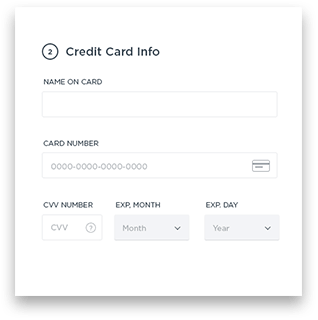 2 Credit Card Info
NAME ON CARD
CARD NUMBER
0000-0000-0000-0000
CVV NUMBER EXP, MONTH EXP. DAY
CVV ? Month Year